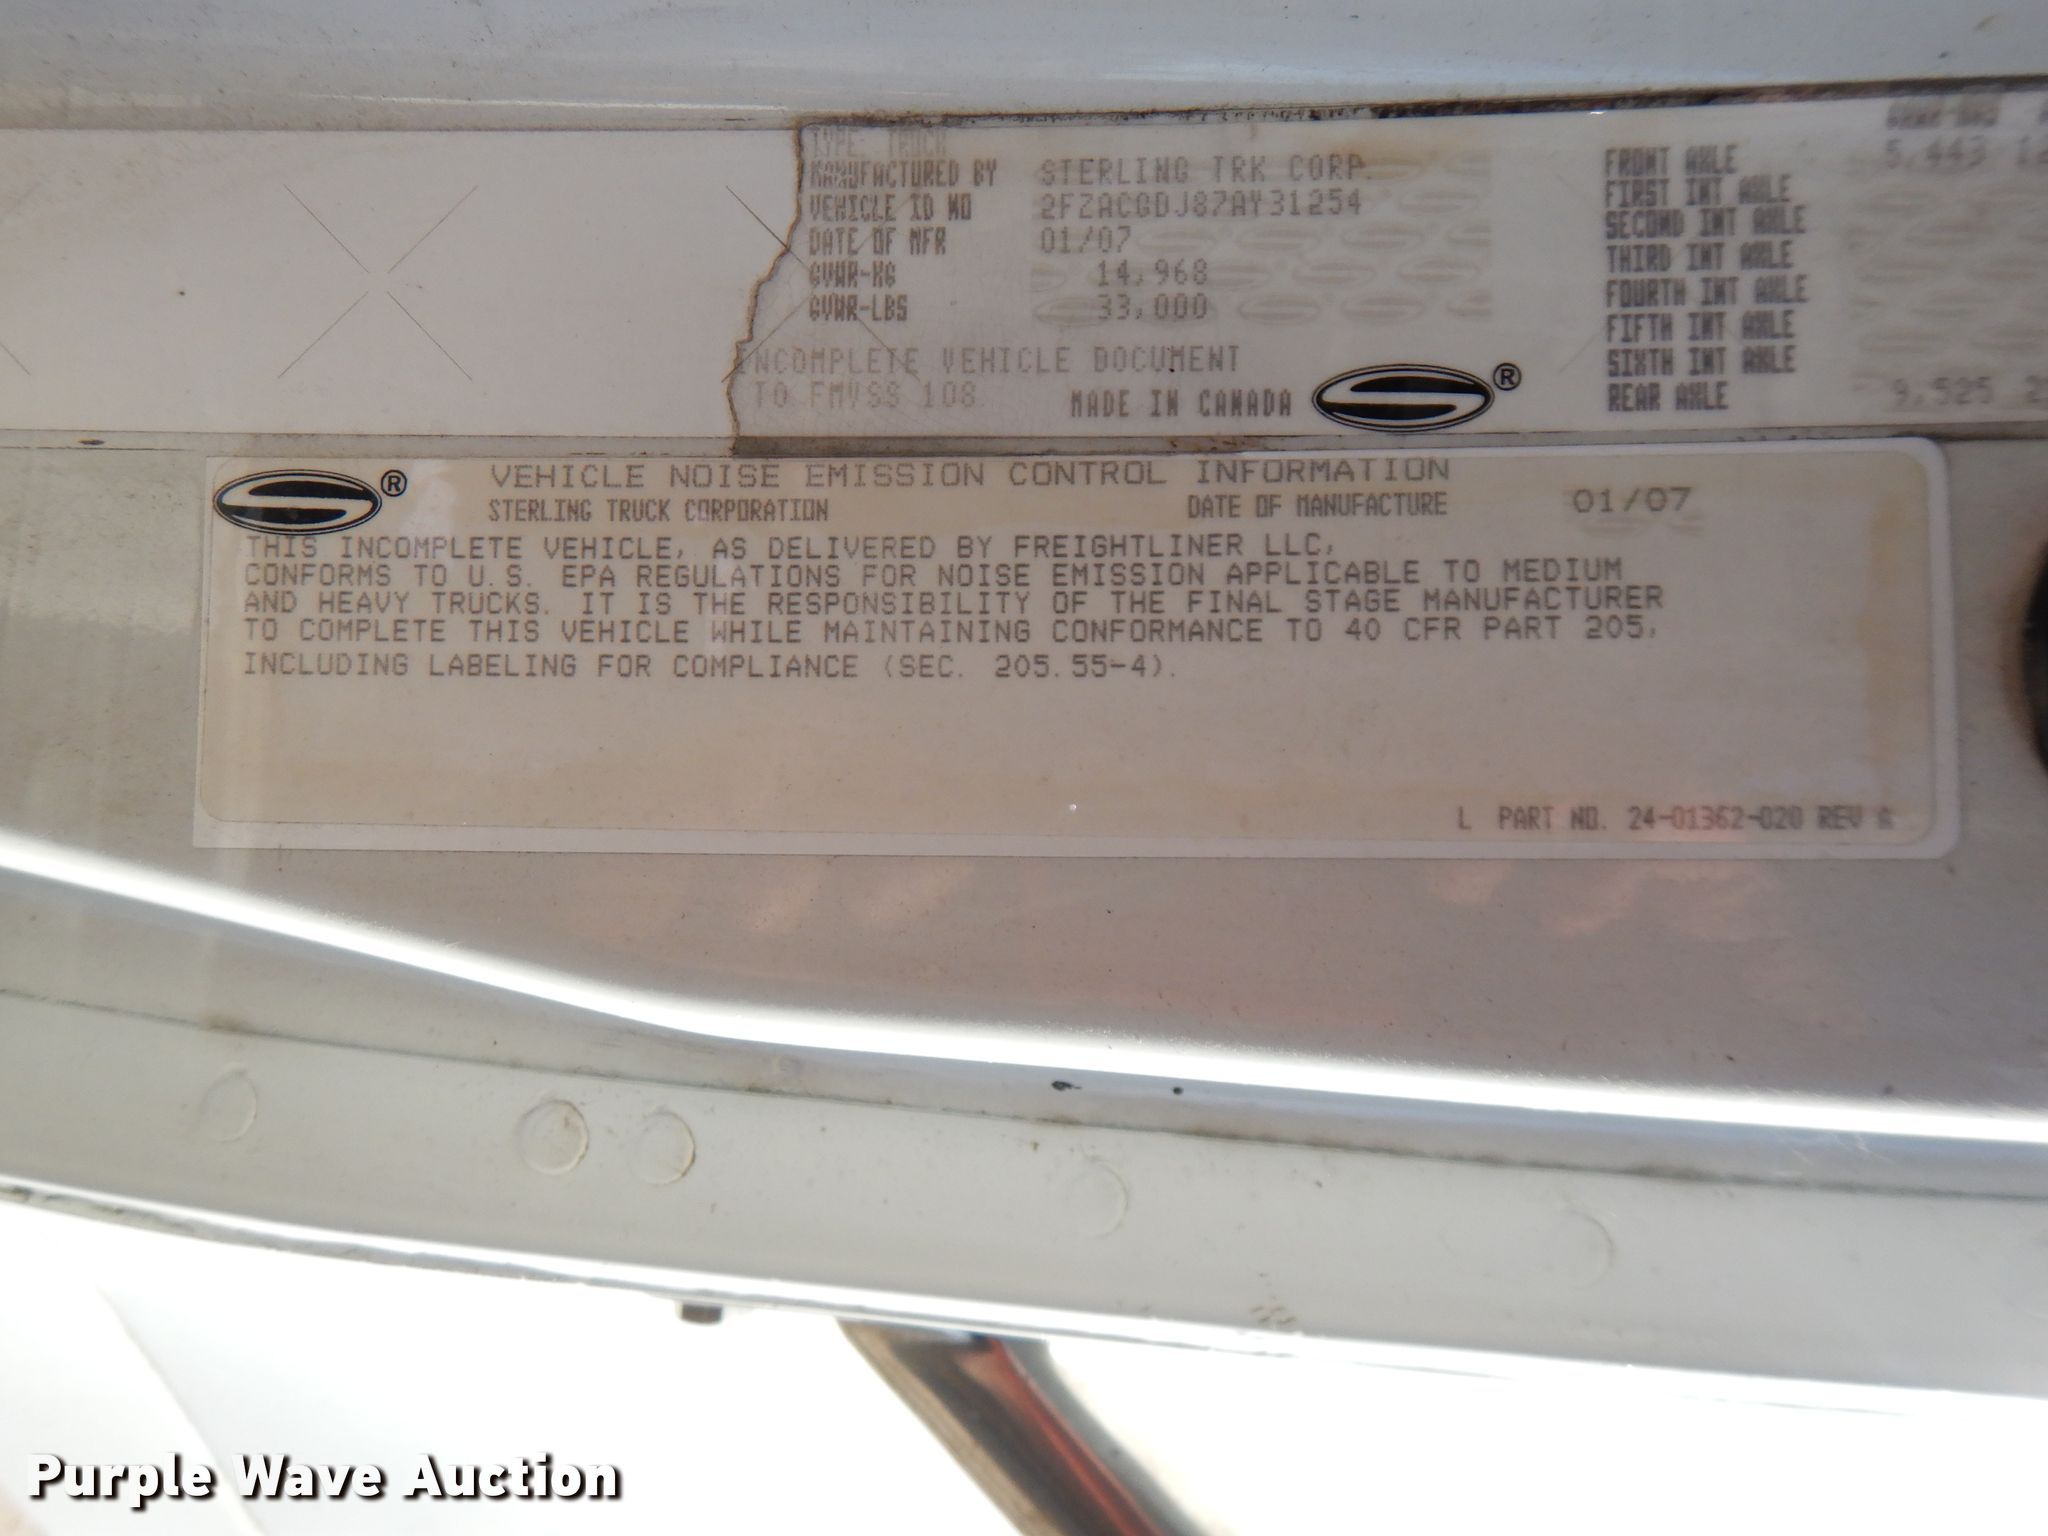 TYPE: TRUCK
MANUFACTURED BY STERLING TRK CORP.
VEHICLE ID NO 2FZACGDJ87AY31254
DATE OF MFR 01/07
GVWR-KG 14,968
GVWR-LBS 33,000
INCOMPLETE VEHICLE DOCUMENT
TO FMVSS 108
MADE IN CANADA ®
FRONT AXLE 5,443
FIRST INT AXLE
SECOND INT AXLE
THIRD INT AXLE
FOURTH INT AXLE
FIFTH INT AXLE
SIXTH INT AXLE
REAR AXLE 9,525
® VEHICLE NOISE EMISSION CONTROL INFORMATION
STERLING TRUCK CORPORATION DATE OF MANUFACTURE 01/07
THIS INCOMPLETE VEHICLE, AS DELIVERED BY FREIGHTLINER LLC,
CONFORMS TO U.S. EPA REGULATIONS FOR NOISE EMISSION APPLICABLE TO MEDIUM
AND HEAVY TRUCKS. IT IS THE RESPONSIBILITY OF THE FINAL STAGE MANUFACTURER
TO COMPLETE THIS VEHICLE WHILE MAINTAINING CONFORMANCE TO 40 CFR PART 205,
INCLUDING LABELING FOR COMPLIANCE (SEC. 205.55-4).
L PART NO. 24-01362-020 REV A
Purple Wave Auction